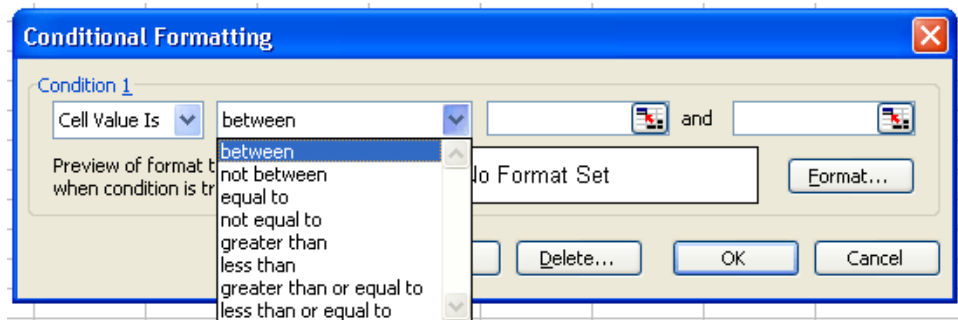 Conditional Formatting
Condition 1
Cell Value Is between and
between
not between
equal to
not equal to
greater than
less than
greater than or equal to
less than or equal to
Preview of format
when condition is
No Format Set
Format...
Delete... OK Cancel